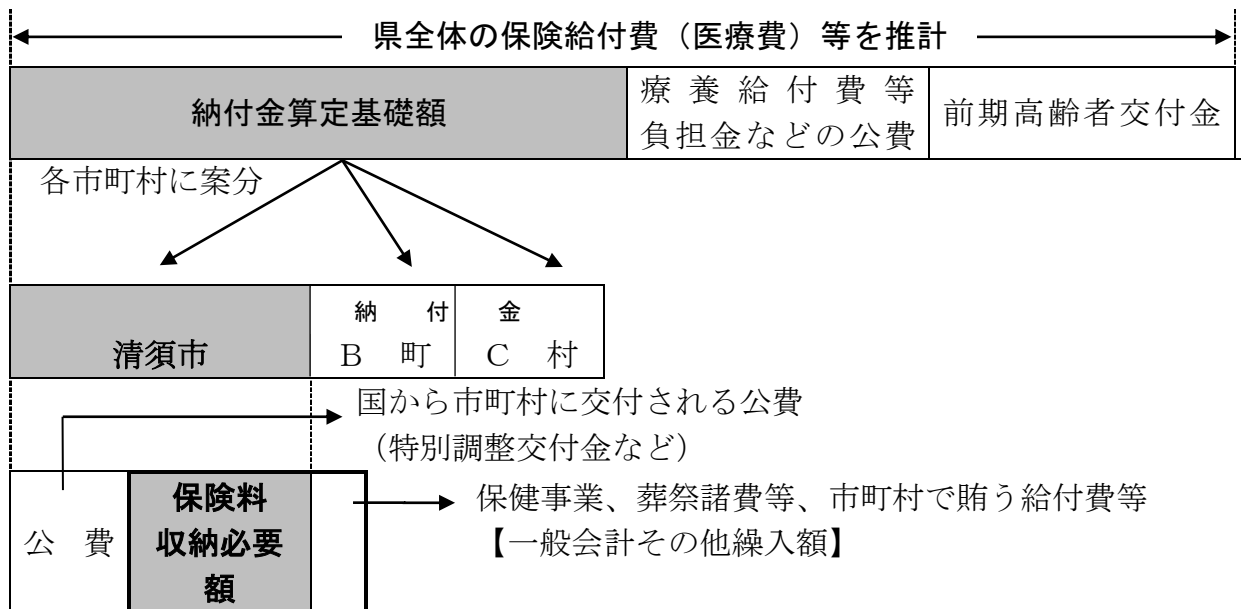 県全体の保険給付費（医療費）等を推計
納付金算定基礎額
療養給付費等
負担金などの公費
前期高齢者交付金
各市町村に案分
納付金
清須市
B 町
C 村
国から市町村に交付される公費
（特別調整交付金など）
公 費
保険料
収納必要
額
保健事業、葬祭諸費等、市町村で賄う給付費等
【一般会計その他繰入額】